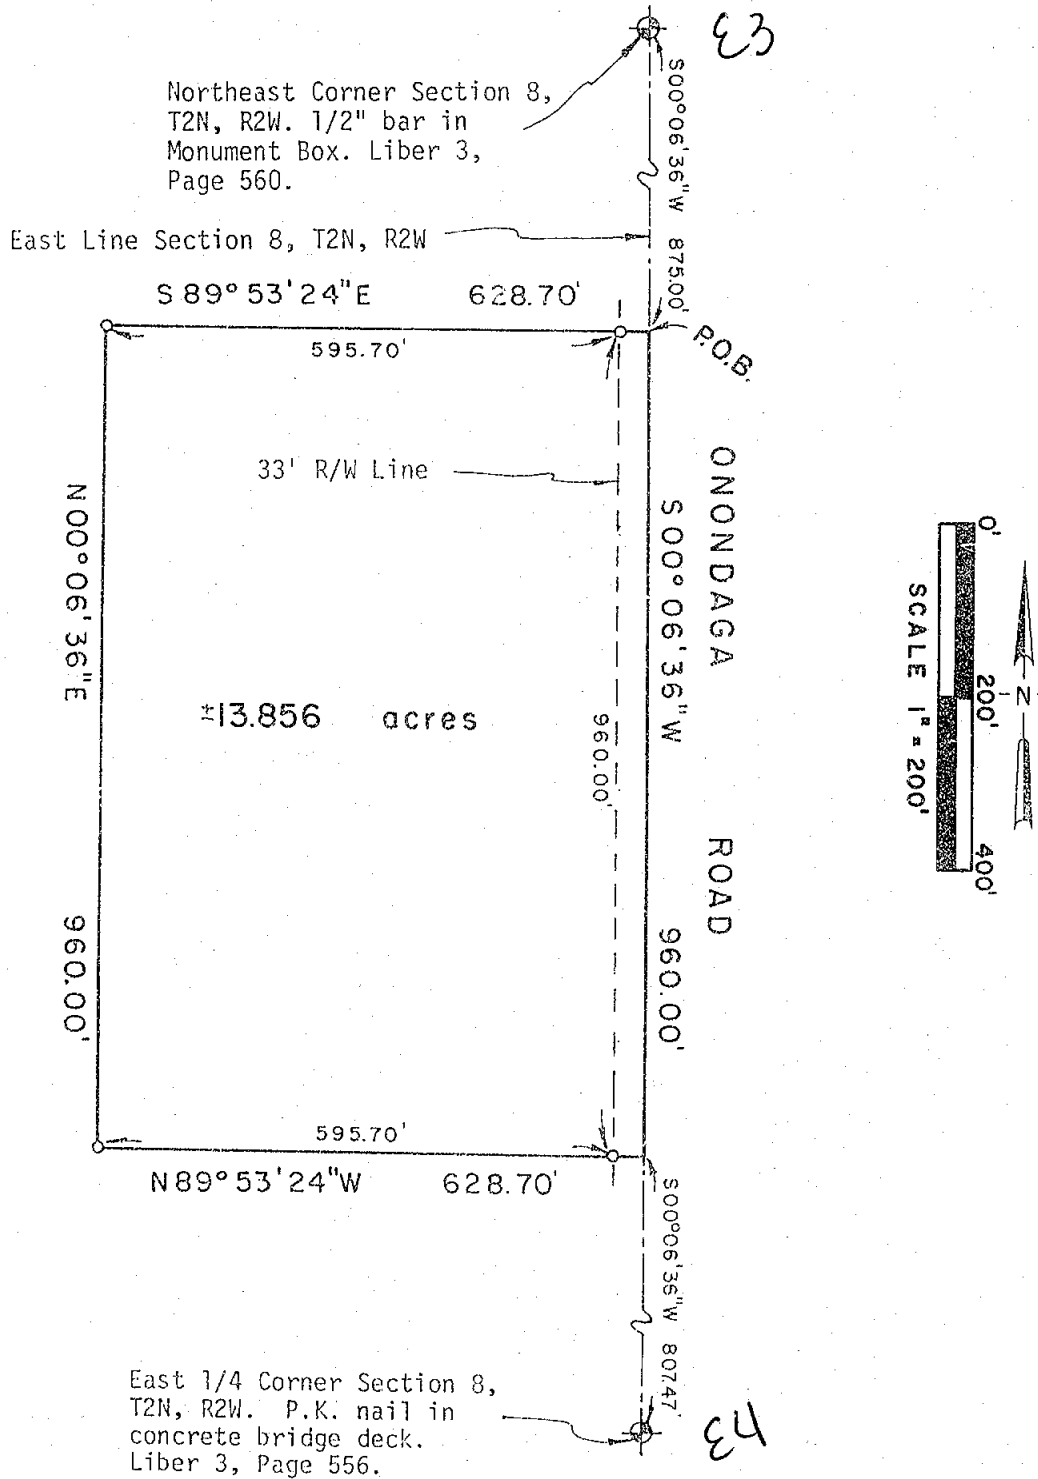 E3
Northeast Corner Section 8,
T2N, R2W. 1/2" bar in
Monument Box. Liber 3,
Page 560.
S00°06'36"W 875.00'
East Line Section 8, T2N, R2W
S 89°53'24"E 628.70'
595.70'
P.O.B.
33' R/W Line
ONONDAGA ROAD
S 00°06'36"W 960.00'
N 00°06'36"E 960.00'
960.00'
±13.856 acres
0' 200' 400'
SCALE 1" = 200'
N
595.70'
N 89°53'24"W 628.70'
S00°06'36"W 807.47'
East 1/4 Corner Section 8,
T2N, R2W. P.K. nail in
concrete bridge deck.
Liber 3, Page 556.
E4